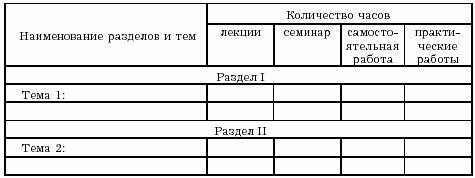 Наименование разделов и тем
Количество часов
лекции
семинар
самосто-
ятельная
работа
практи-
ческие
работы
Раздел I
Тема 1:
Раздел II
Тема 2: